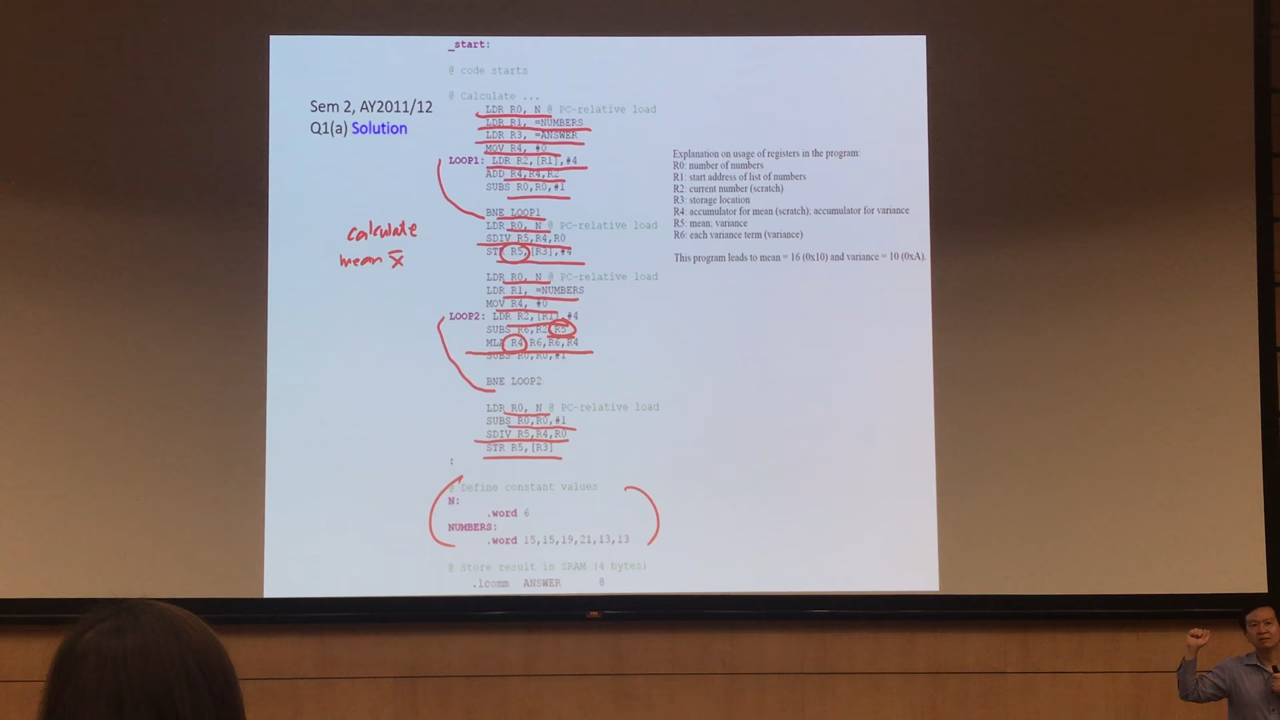 _start:
@ code starts
@ Calculate ...
Sem 2, AY2011/12
Q1(a) Solution
LDR R0, N @ PC-relative load
LDR R1, =NUMBERS
LDR R3, =ANSWER
MOV R4, #0
LOOP1: LDR R2,[R1],#4
ADD R4,R4,R2
SUBS R0,R0,#1
BNE LOOP1
LDR R0, N @ PC-relative load
SDIV R5,R4,R0
STR R5,[R3],#4
calculate
mean x̄
LDR R0, N @ PC-relative load
LDR R1, =NUMBERS
MOV R4, #0
LOOP2: LDR R2,[R1],#4
SUBS R6,R2,R5
MLA R4,R6,R6,R4
SUBS R0,R0,#1
BNE LOOP2
LDR R0, N @ PC-relative load
SUBS R0,R0,#1
SDIV R5,R4,R0
STR R5,[R3]
:
@ Define constant values
N:
.word 6
NUMBERS:
.word 15,15,19,21,13,13
@ Store result in SRAM (4 bytes)
.lcomm ANSWER 8
Explanation on usage of registers in the program:
R0: number of numbers
R1: start address of list of numbers
R2: current number (scratch)
R3: storage location
R4: accumulator for mean (scratch); accumulator for variance
R5: mean; variance
R6: each variance term (variance)
This program leads to mean = 16 (0x10) and variance = 10 (0xA).